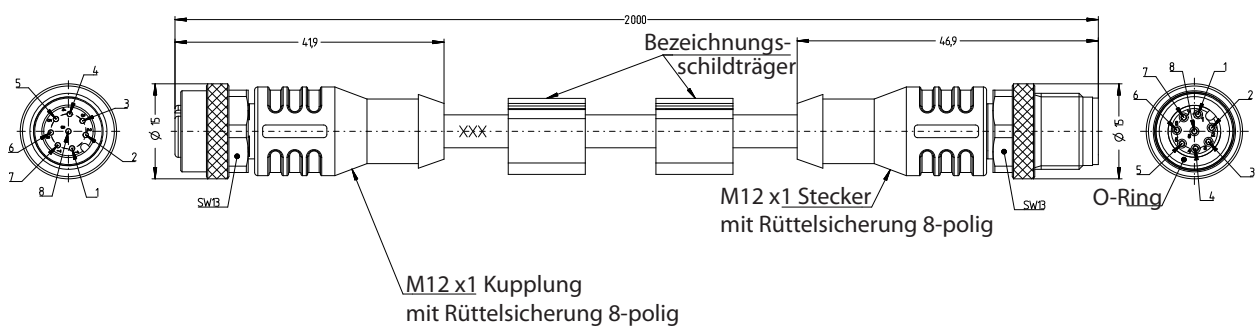 2000
41,9
Bezeichnungs-
schildträger
46,9
4
5
3
6
2
7
8
1
Ø 15
SW13
XXX
M12 x1 Kupplung
mit Rüttelsicherung 8-polig
M12 x1 Stecker
mit Rüttelsicherung 8-polig
SW13
Ø 15
O-Ring
8
1
7
6
2
5
3
4